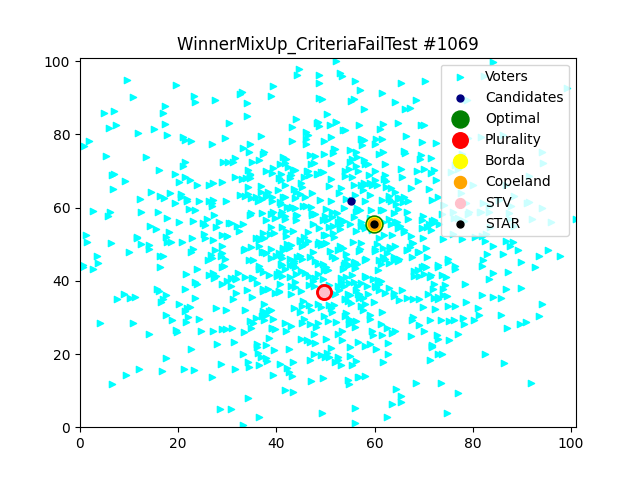 WinnerMixUp_CriteriaFailTest #1069
100
80
60
40
20
0
0
20
40
60
80
100
Voters
Candidates
Optimal
Plurality
Borda
Copeland
STV
STAR